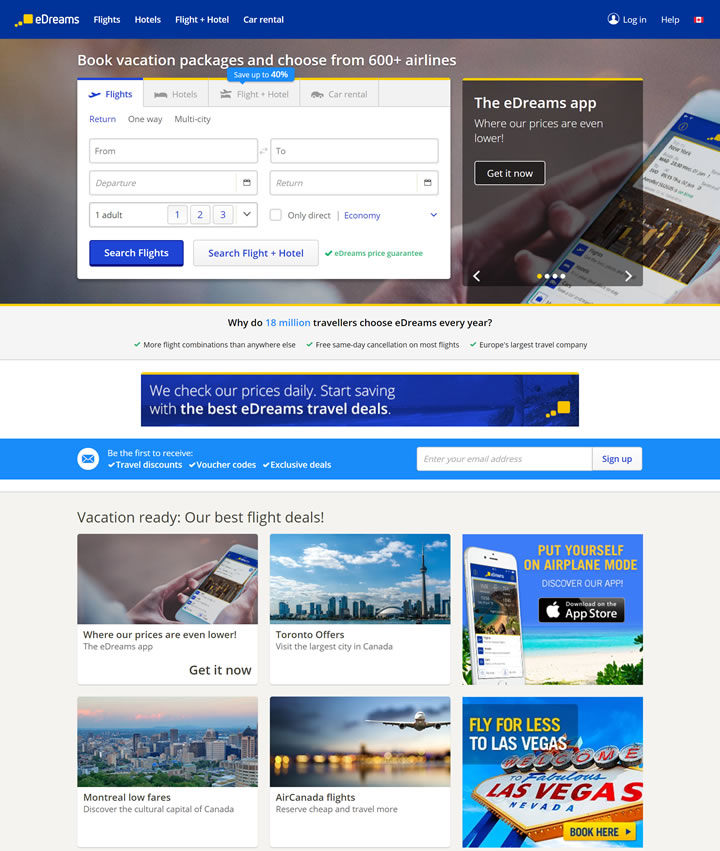 eDreams
Flights Hotels Flight + Hotel Car rental
Log in Help
Book vacation packages and choose from 600+ airlines
Save up to 40%
Flights Hotels Flight + Hotel Car rental
Return One way Multi-city
From To
Departure Return
1 adult 1 2 3 Only direct | Economy
Search Flights Search Flight + Hotel eDreams price guarantee
The eDreams app
Where our prices are even
lower!
Get it now
New York
Why do 18 million travellers choose eDreams every year?
More flight combinations than anywhere else Free same-day cancellation on most flights Europe's largest travel company
We check our prices daily. Start saving
with the best eDreams travel deals.
Be the first to receive:
Travel discounts Voucher codes Exclusive deals
Enter your email address Sign up
Vacation ready: Our best flight deals!
Where our prices are even lower!
The eDreams app
Get it now
Toronto Offers
Visit the largest city in Canada
PUT YOURSELF
ON AIRPLANE MODE
DISCOVER OUR APP!
Download on the
App Store
eDreams
Montreal low fares
Discover the cultural capital of Canada
AirCanada flights
Reserve cheap and travel more
FLY FOR LESS
TO LAS VEGAS
WELCOME
TO Fabulous
LAS VEGAS
NEVADA
BOOK HERE